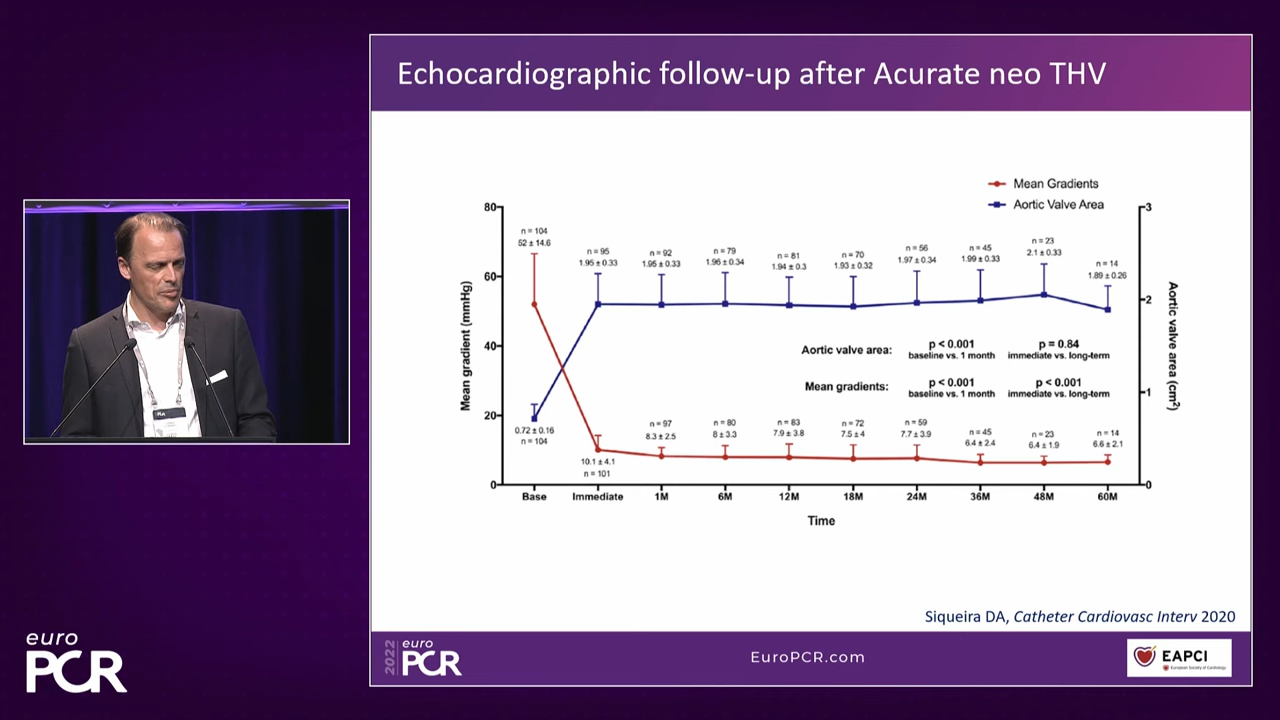 Echocardiographic follow-up after Acurate neo THV
Mean Gradients
Aortic Valve Area
80
60
40
20
0
Mean gradient (mmHg)
3
2
1
0
Aortic valve area (cm²)
n = 104
52 ± 14.6
n = 95
1.95 ± 0.33
n = 92
1.95 ± 0.33
n = 79
1.96 ± 0.34
n = 81
1.94 ± 0.3
n = 70
1.93 ± 0.32
n = 56
1.97 ± 0.34
n = 45
1.99 ± 0.33
n = 23
2.1 ± 0.33
n = 14
1.89 ± 0.26
Aortic valve area:
p < 0.001
baseline vs. 1 month
p = 0.84
immediate vs. long-term
Mean gradients:
p < 0.001
baseline vs. 1 month
p < 0.001
immediate vs. long-term
0.72 ± 0.16
n = 104
10.1 ± 4.1
n = 101
n = 97
8.3 ± 2.5
n = 80
8 ± 3.3
n = 83
7.9 ± 3.8
n = 72
7.5 ± 4
n = 59
7.7 ± 3.9
n = 45
6.4 ± 2.4
n = 23
6.4 ± 1.9
n = 14
6.6 ± 2.1
Base
Immediate
1M
6M
12M
18M
24M
36M
48M
60M
Time
Siqueira DA, Catheter Cardiovasc Interv 2020
euro
PCR
2022
euro
PCR
EuroPCR.com
EAPCI
European Society of Cardiology